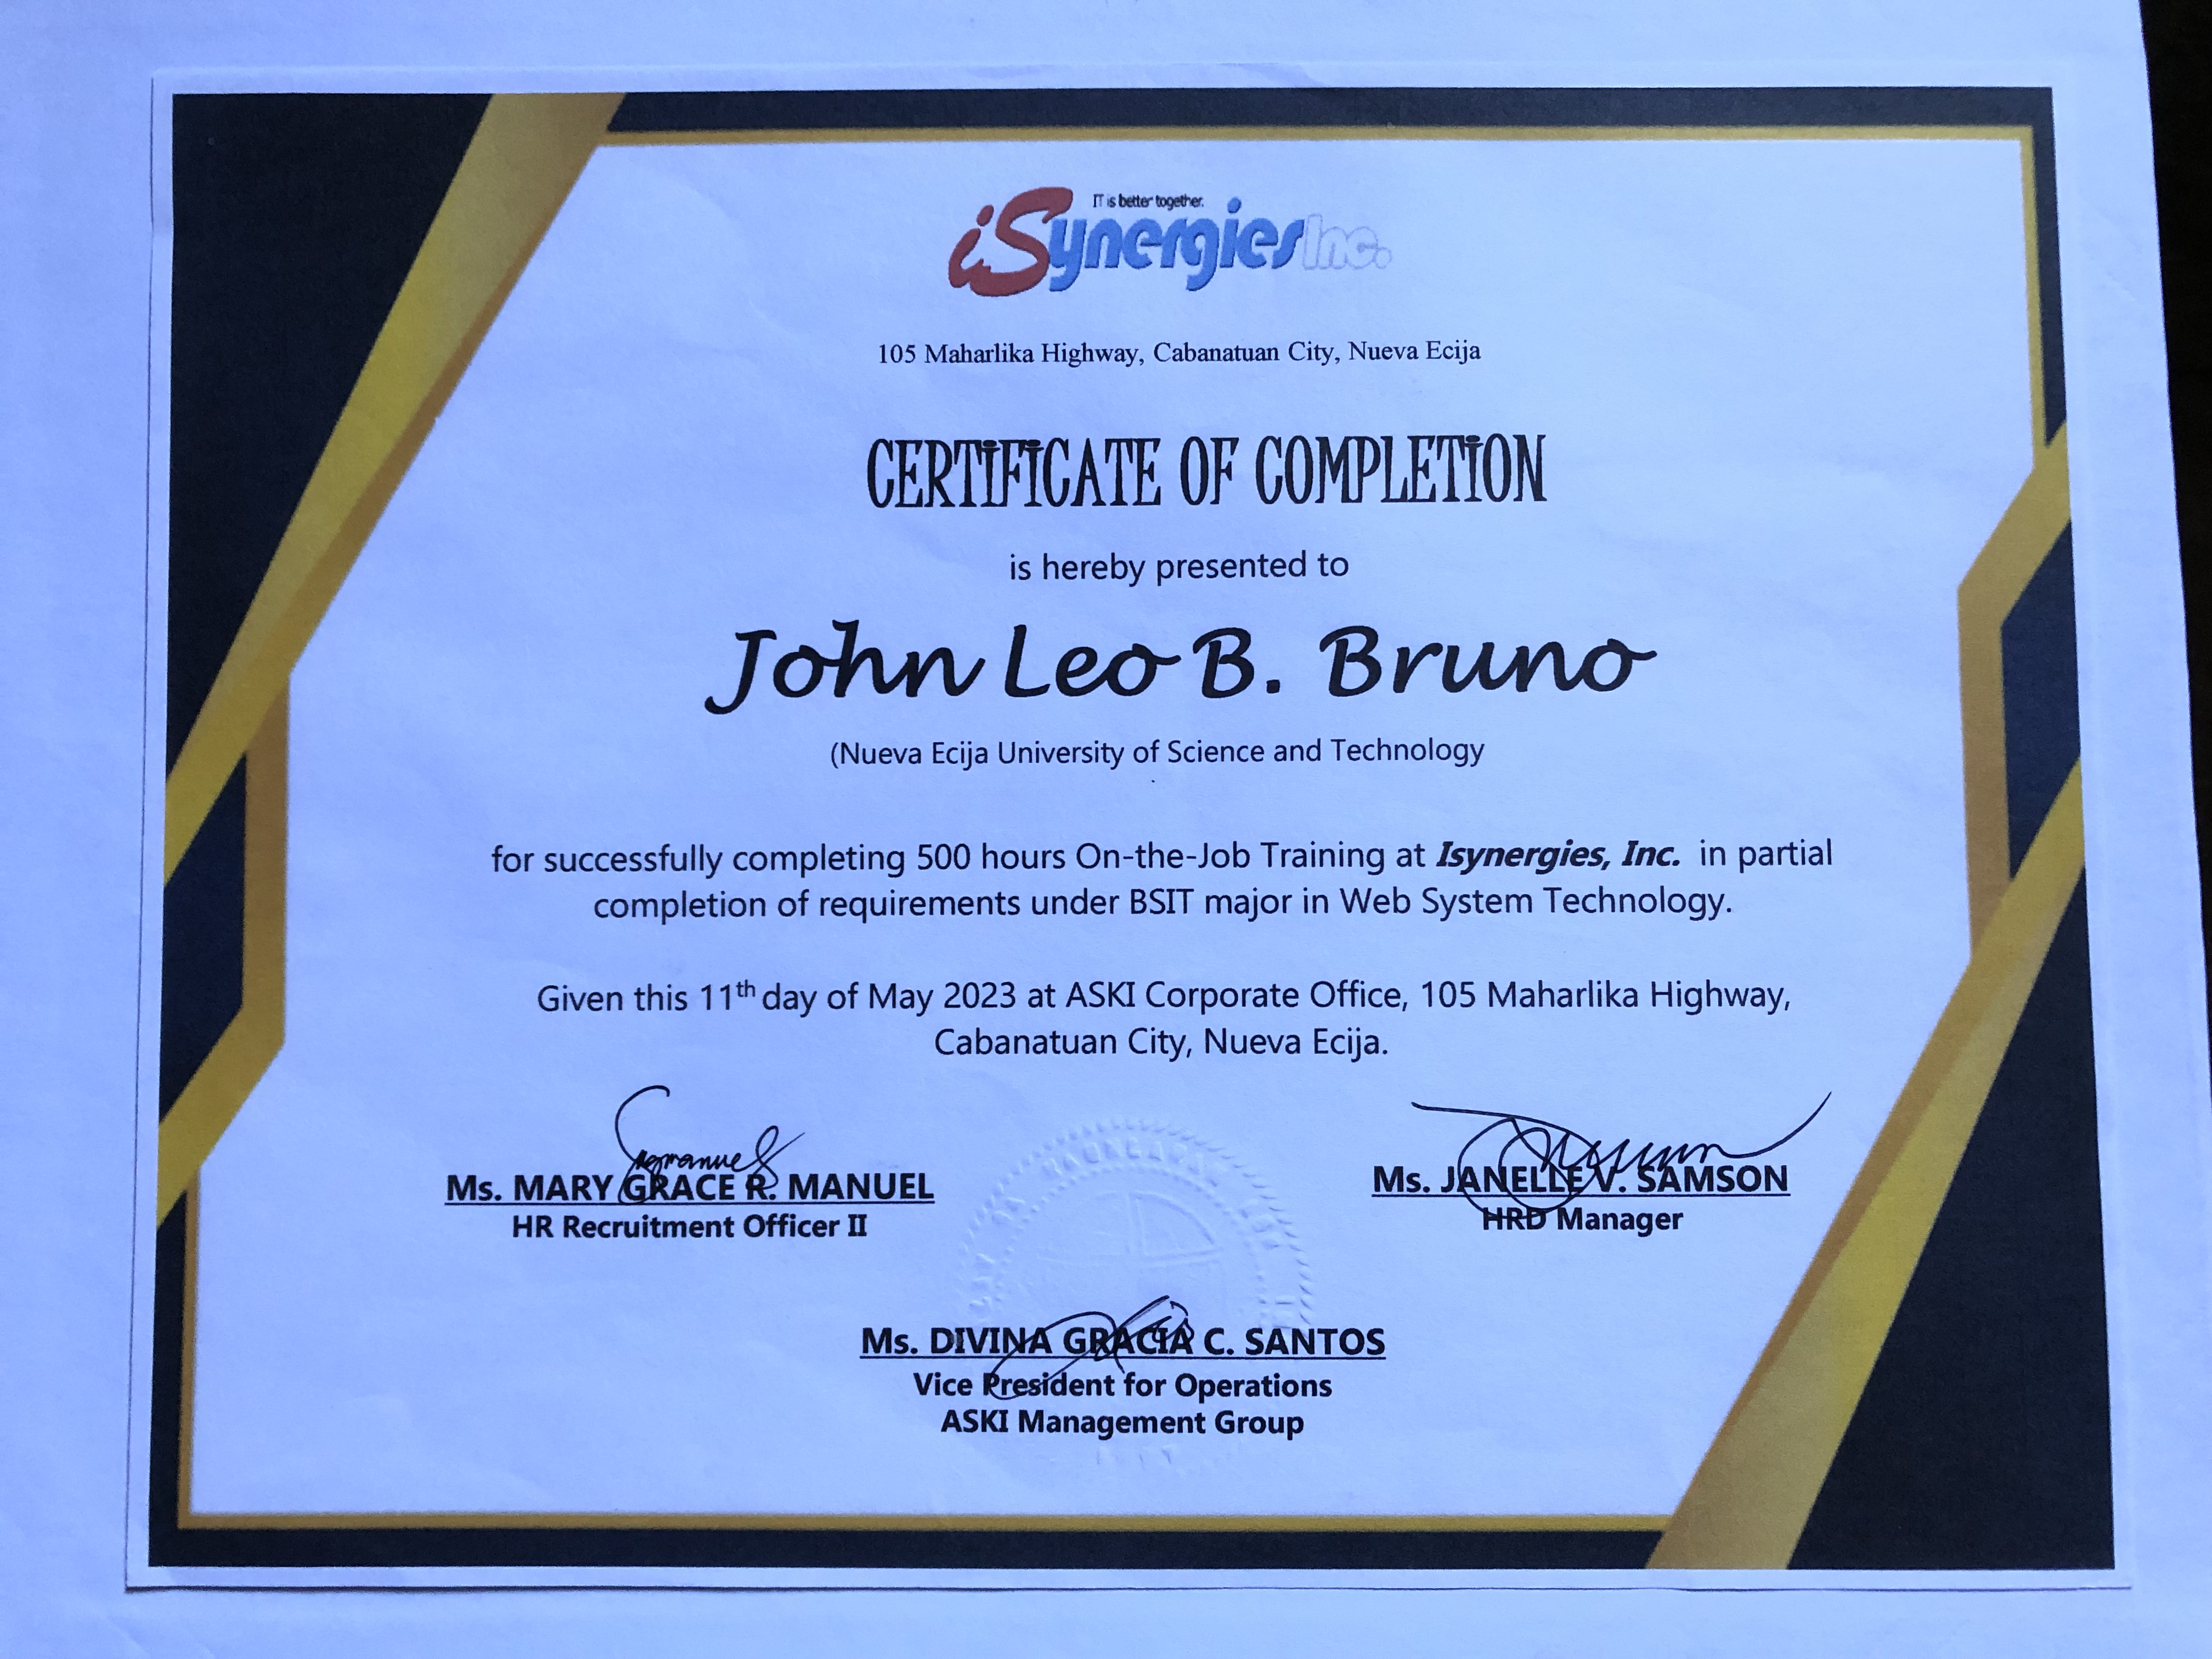 IT is better together.
iSynergies Inc.
105 Maharlika Highway, Cabanatuan City, Nueva Ecija
CERTIFICATE OF COMPLETION
is hereby presented to
John Leo B. Bruno
(Nueva Ecija University of Science and Technology
for successfully completing 500 hours On-the-Job Training at Isynergies, Inc. in partial
completion of requirements under BSIT major in Web System Technology.
Given this 11th day of May 2023 at ASKI Corporate Office, 105 Maharlika Highway,
Cabanatuan City, Nueva Ecija.
Ms. MARY GRACE R. MANUEL
HR Recruitment Officer II
Ms. JANELLE V. SAMSON
HRD Manager
Ms. DIVINA GRACIA C. SANTOS
Vice President for Operations
ASKI Management Group